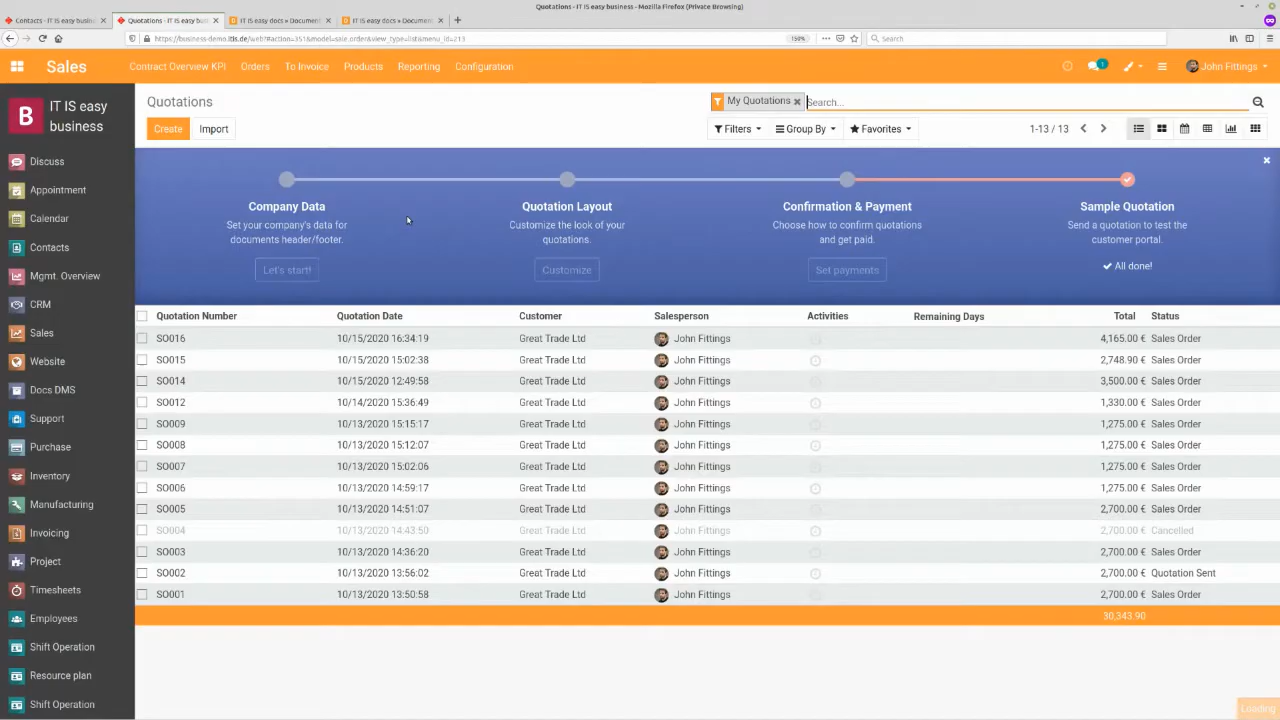 Quotations - IT IS easy business - Mozilla Firefox (Private Browsing)
Contacts - IT IS easy busin
Quotations - IT IS easy busi
IT IS easy docs » Document
IT IS easy docs » Document
https://business-demo.itis.de/web?#action=351&model=sale.order&view_type=list&menu_id=213
150%
Search
Sales
Contract Overview KPI
Orders
To Invoice
Products
Reporting
Configuration
1
John Fittings
B
IT IS easy
business
Quotations
My Quotations
Search...
Create
Import
Filters
Group By
Favorites
1-13 / 13
Discuss
Appointment
Calendar
Contacts
Mgmt. Overview
CRM
Sales
Website
Docs DMS
Support
Purchase
Inventory
Manufacturing
Invoicing
Project
Timesheets
Employees
Shift Operation
Resource plan
Shift Operation
Company Data
Set your company's data for
documents header/footer.
Let's start!
Quotation Layout
Customize the look of your
quotations.
Customize
Confirmation & Payment
Choose how to confirm quotations
and get paid.
Set payments
Sample Quotation
Send a quotation to test the
customer portal.
All done!
Quotation Number Quotation Date Customer Salesperson Activities Remaining Days Total Status
SO016 10/15/2020 16:34:19 Great Trade Ltd John Fittings 4,165.00 € Sales Order
SO015 10/15/2020 15:02:38 Great Trade Ltd John Fittings 2,748.90 € Sales Order
SO014 10/15/2020 12:49:58 Great Trade Ltd John Fittings 3,500.00 € Sales Order
SO012 10/14/2020 15:36:49 Great Trade Ltd John Fittings 1,330.00 € Sales Order
SO009 10/13/2020 15:15:17 Great Trade Ltd John Fittings 1,275.00 € Sales Order
SO008 10/13/2020 15:12:07 Great Trade Ltd John Fittings 1,275.00 € Sales Order
SO007 10/13/2020 15:02:06 Great Trade Ltd John Fittings 1,275.00 € Sales Order
SO006 10/13/2020 14:59:17 Great Trade Ltd John Fittings 1,275.00 € Sales Order
SO005 10/13/2020 14:51:07 Great Trade Ltd John Fittings 2,700.00 € Sales Order
SO004 10/13/2020 14:43:50 Great Trade Ltd John Fittings 2,700.00 € Cancelled
SO003 10/13/2020 14:36:20 Great Trade Ltd John Fittings 2,700.00 € Sales Order
SO002 10/13/2020 13:56:02 Great Trade Ltd John Fittings 2,700.00 € Quotation Sent
SO001 10/13/2020 13:50:58 Great Trade Ltd John Fittings 2,700.00 € Sales Order
30,343.90
Loading